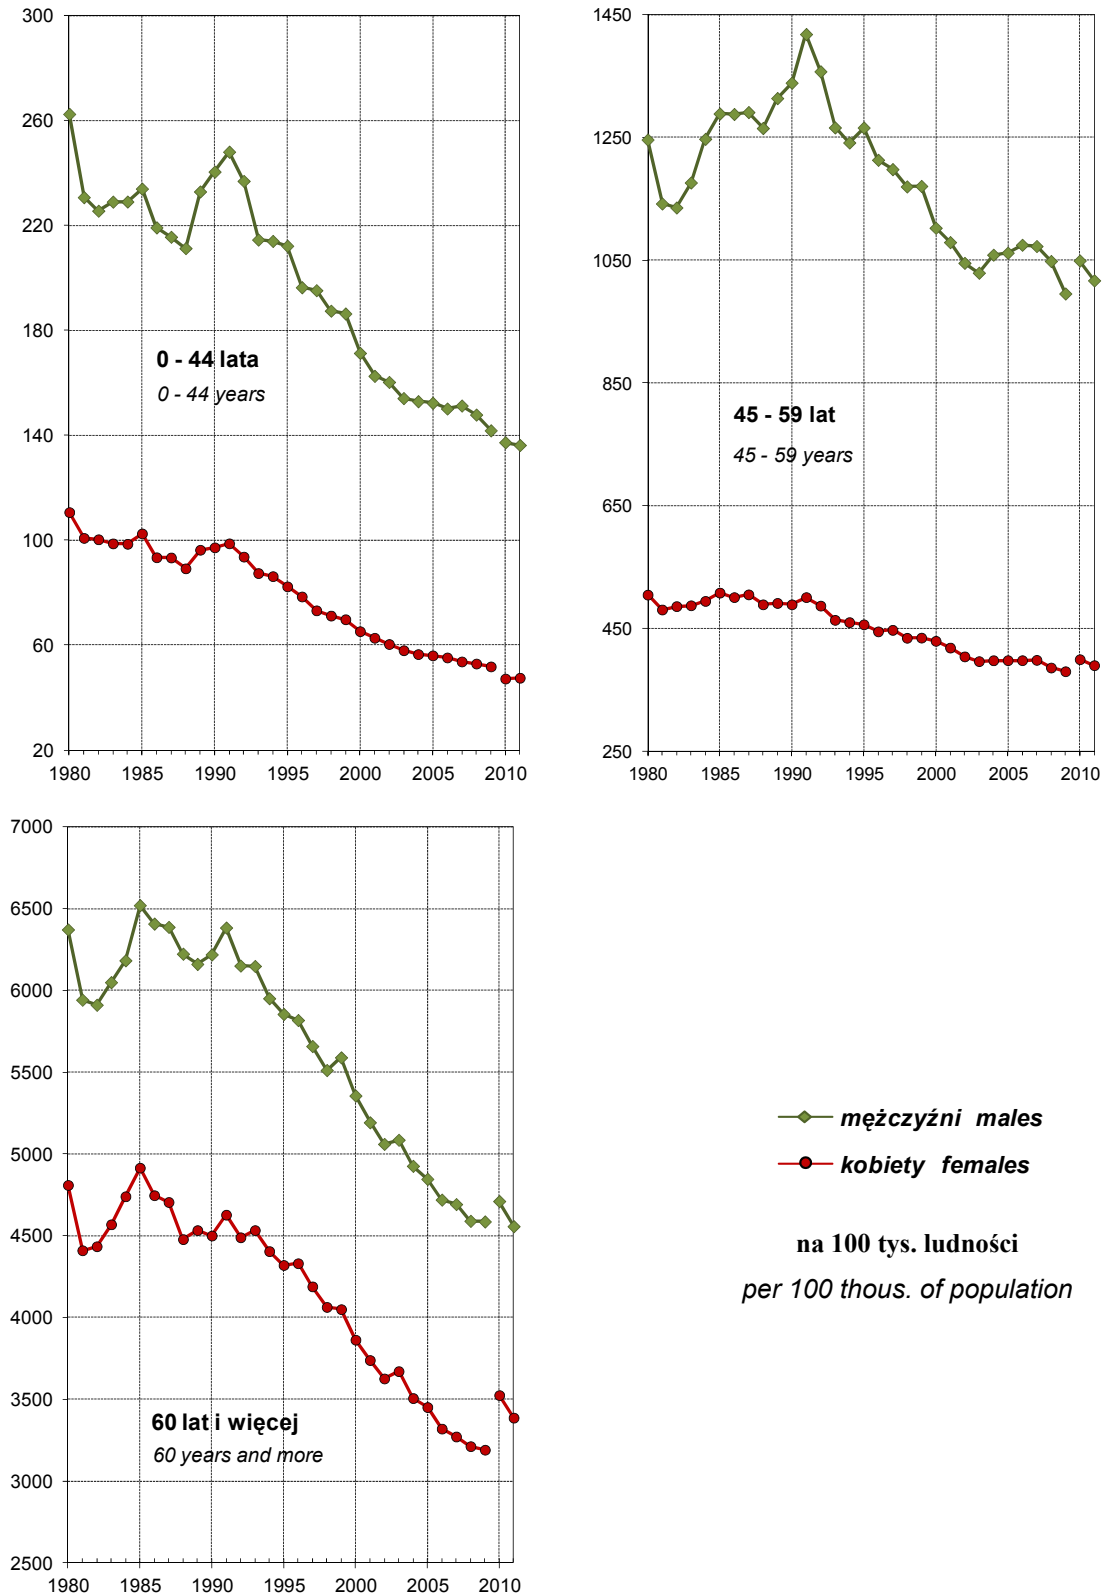 300
260
220
180
140
100
60
20
1980 1985 1990 1995 2000 2005 2010
0 - 44 lata
0 - 44 years
1450
1250
1050
850
650
450
250
1980 1985 1990 1995 2000 2005 2010
45 - 59 lat
45 - 59 years
7000
6500
6000
5500
5000
4500
4000
3500
3000
2500
1980 1985 1990 1995 2000 2005 2010
60 lat i więcej
60 years and more
mężczyźni males
kobiety females
na 100 tys. ludności
per 100 thous. of population